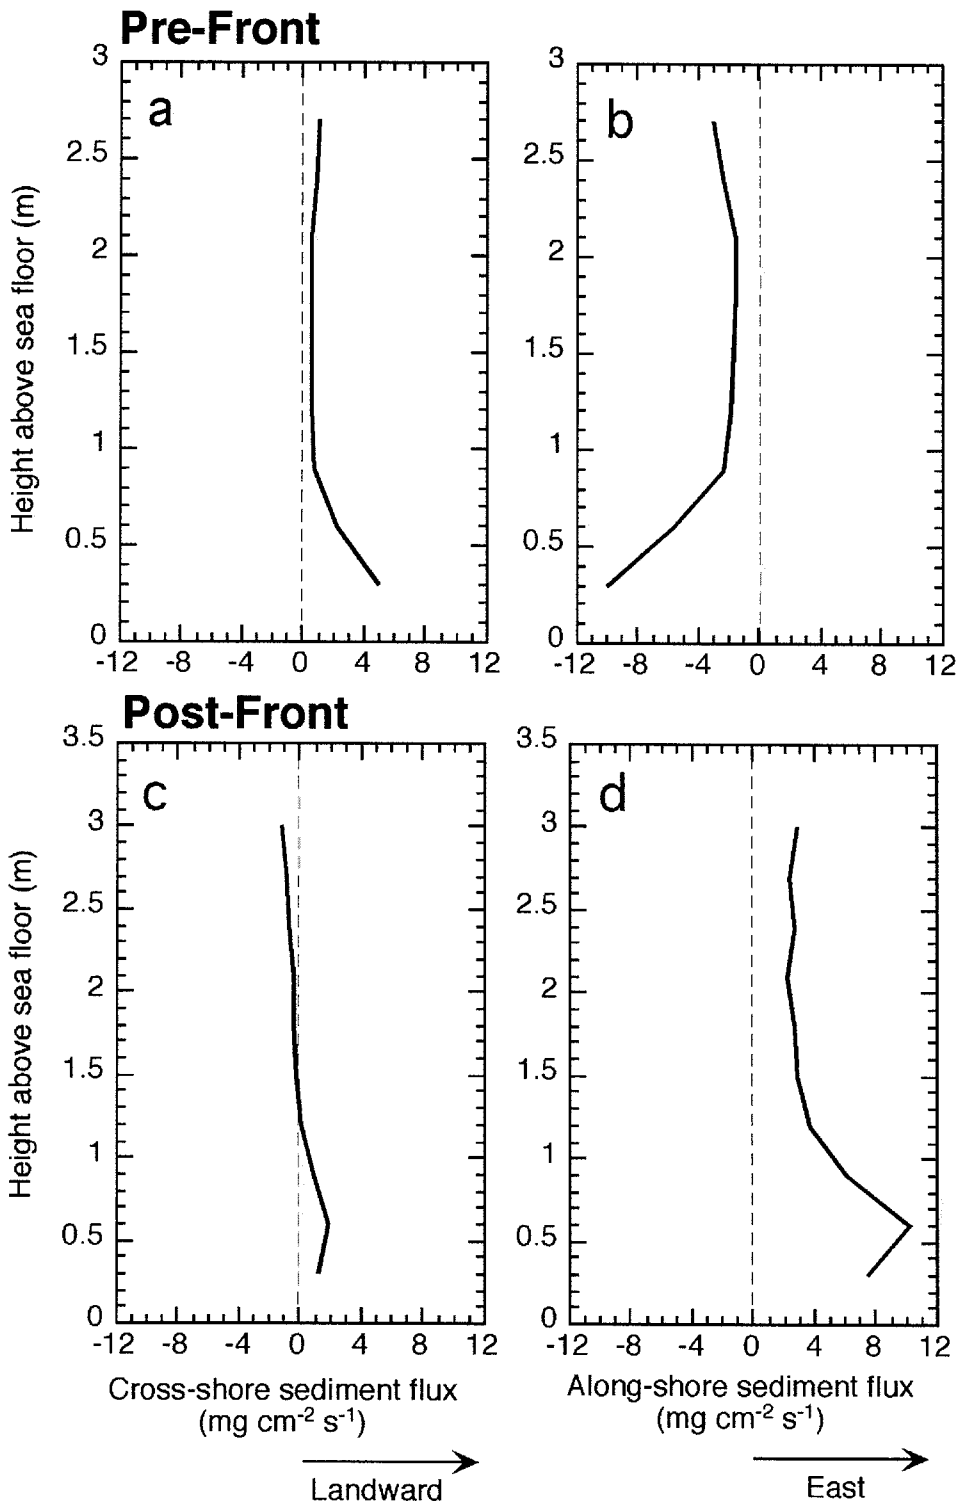 Pre-Front
a
b
Height above sea floor (m)
3
2.5
2
1.5
1
0.5
0
-12 -8 -4 0 4 8 12
3
2.5
2
1.5
1
0.5
0
-12 -8 -4 0 4 8 12
Post-Front
c
d
Height above sea floor (m)
3.5
3
2.5
2
1.5
1
0.5
0
-12 -8 -4 0 4 8 12
3.5
3
2.5
2
1.5
1
0.5
0
-12 -8 -4 0 4 8 12
Cross-shore sediment flux
(mg cm⁻² s⁻¹)
Landward
Along-shore sediment flux
(mg cm⁻² s⁻¹)
East